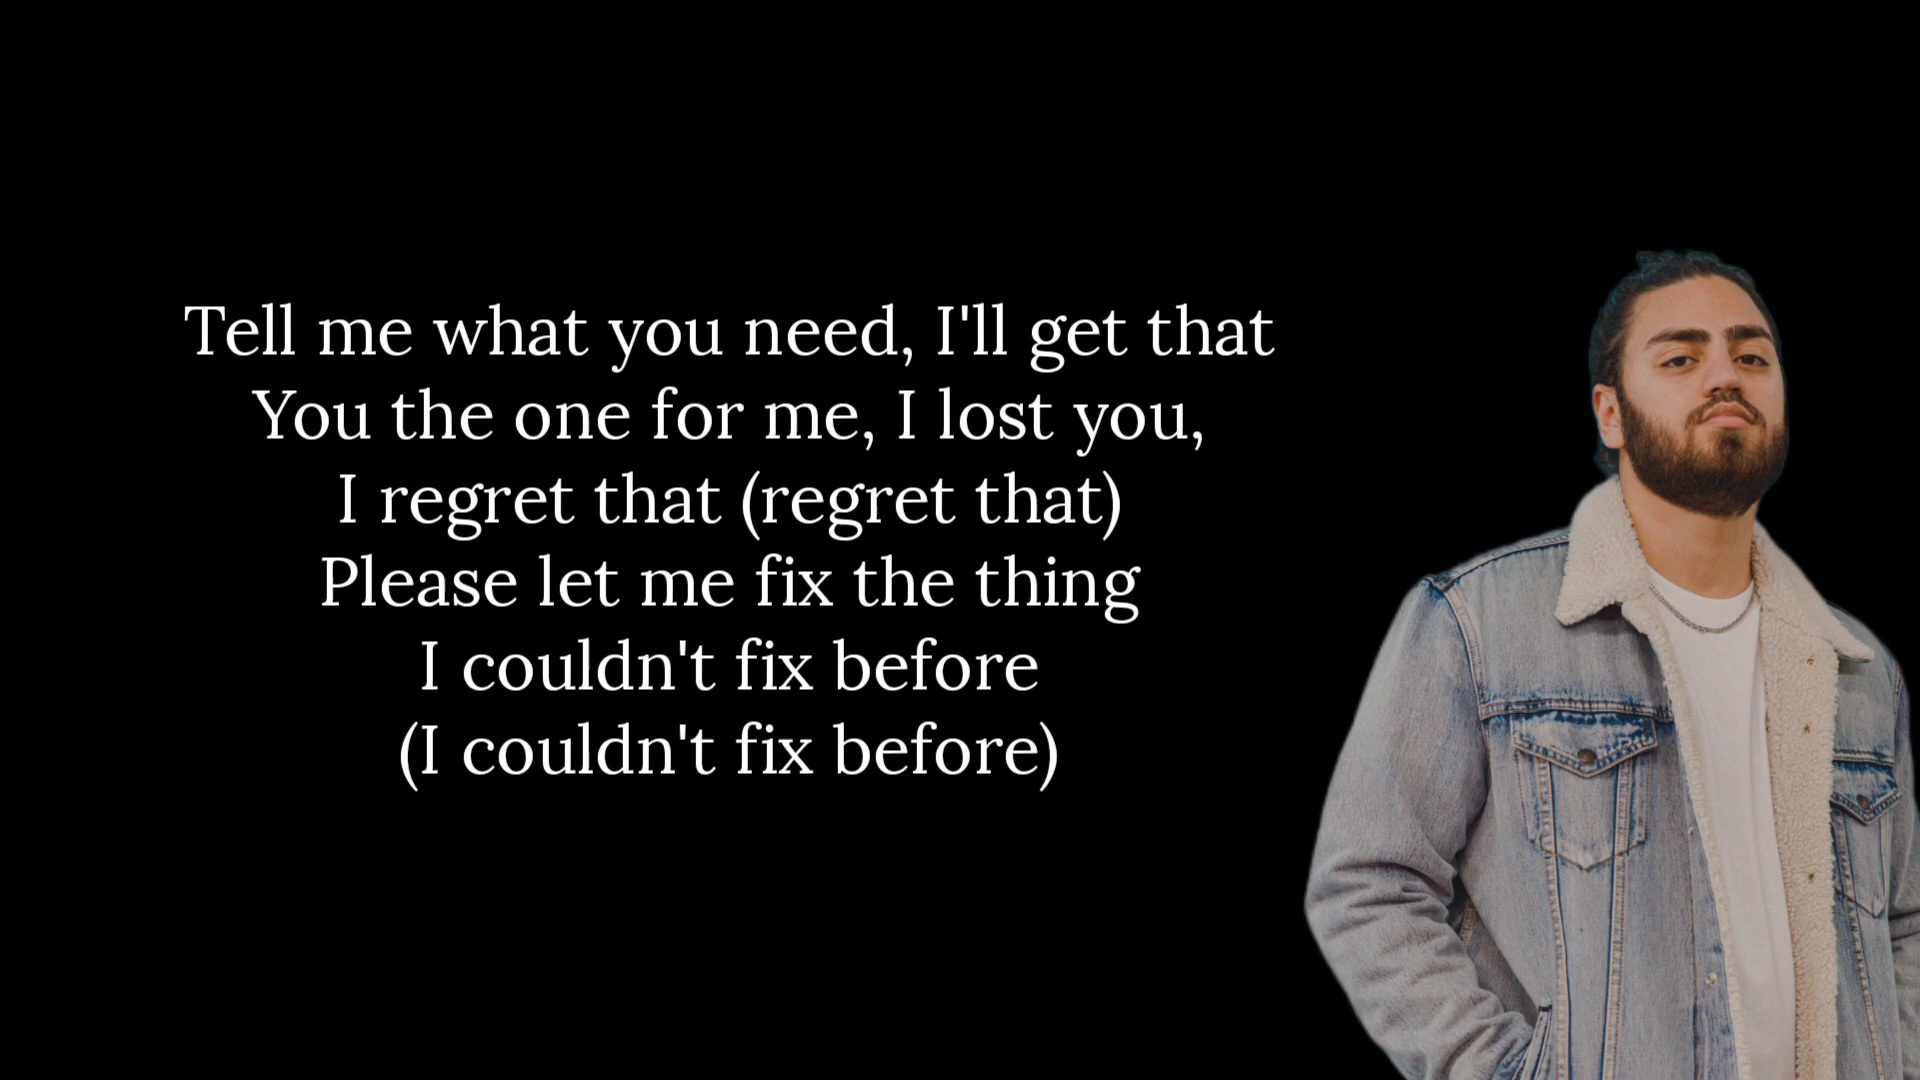 Tell me what you need, I'll get that
You the one for me, I lost you,
I regret that (regret that)
Please let me fix the thing
I couldn't fix before
(I couldn't fix before)